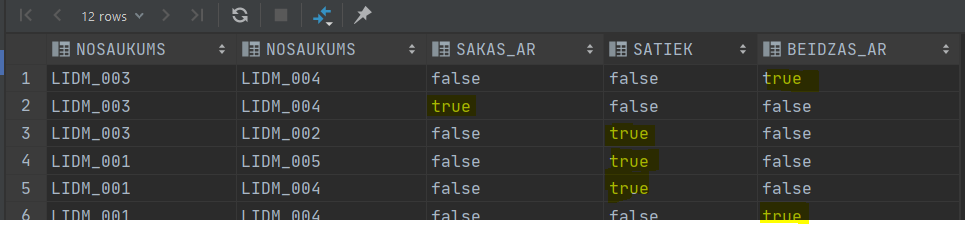 12 rows
NOSAUKUMS NOSAUKUMS SAKAS_AR SATIEK BEIDZAS_AR
1 LIDM_003 LIDM_004 false false true
2 LIDM_003 LIDM_004 true false false
3 LIDM_003 LIDM_002 false true false
4 LIDM_001 LIDM_005 false true false
5 LIDM_001 LIDM_004 false true false
6 LIDM_001 LIDM_004 false false true